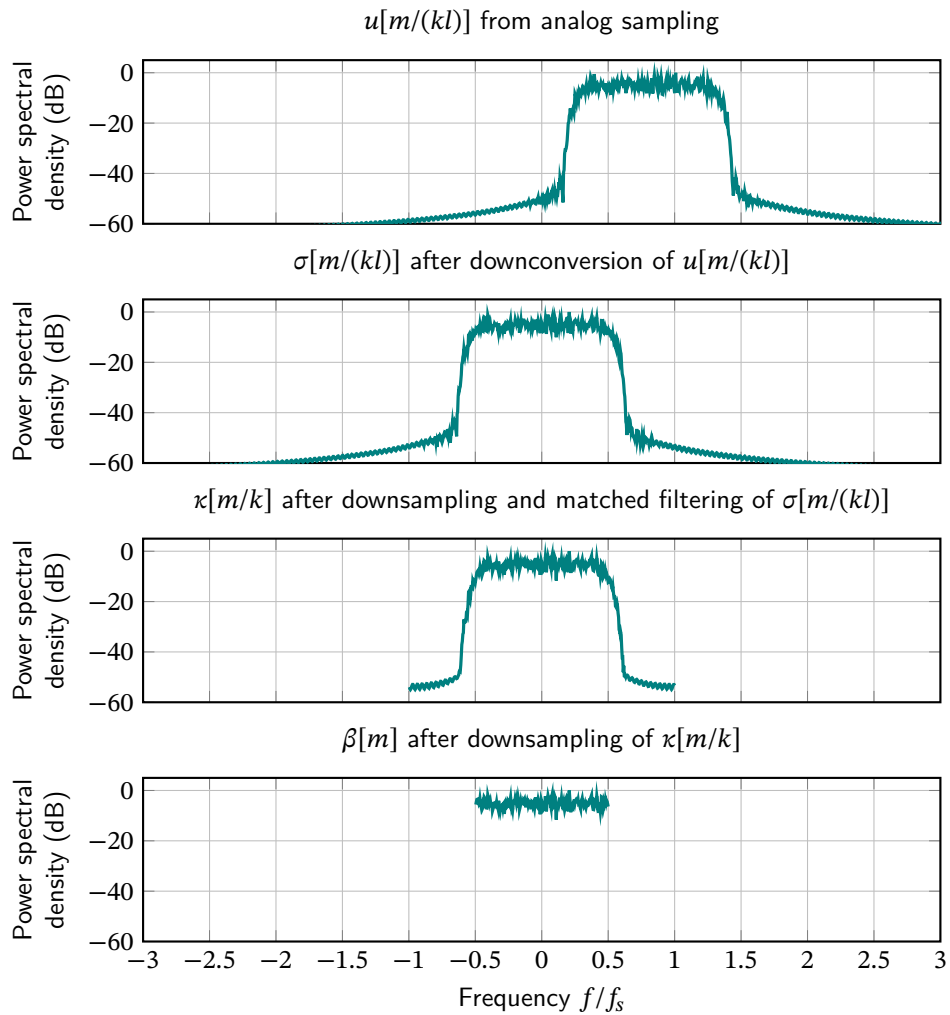 u[m/(kl)] from analog sampling
Power spectral
density (dB)
0
−20
−40
−60
σ[m/(kl)] after downconversion of u[m/(kl)]
Power spectral
density (dB)
0
−20
−40
−60
κ[m/k] after downsampling and matched filtering of σ[m/(kl)]
Power spectral
density (dB)
0
−20
−40
−60
β[m] after downsampling of κ[m/k]
Power spectral
density (dB)
0
−20
−40
−60
−3 −2.5 −2 −1.5 −1 −0.5 0 0.5 1 1.5 2 2.5 3
Frequency f/fₛ